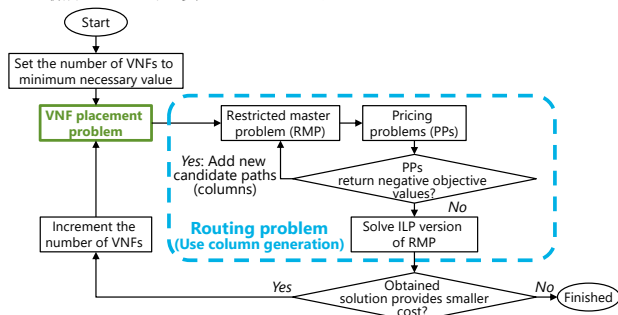 Start
Set the number of VNFs to
minimum necessary value
VNF placement
problem
Restricted master
problem (RMP)
Pricing
problems (PPs)
Yes: Add new
candidate paths
(columns)
PPs
return negative objective
values?
No
Routing problem
(Use column generation)
Solve ILP version
of RMP
Increment the
number of VNFs
Yes
Obtained
solution provides smaller
cost?
No
Finished